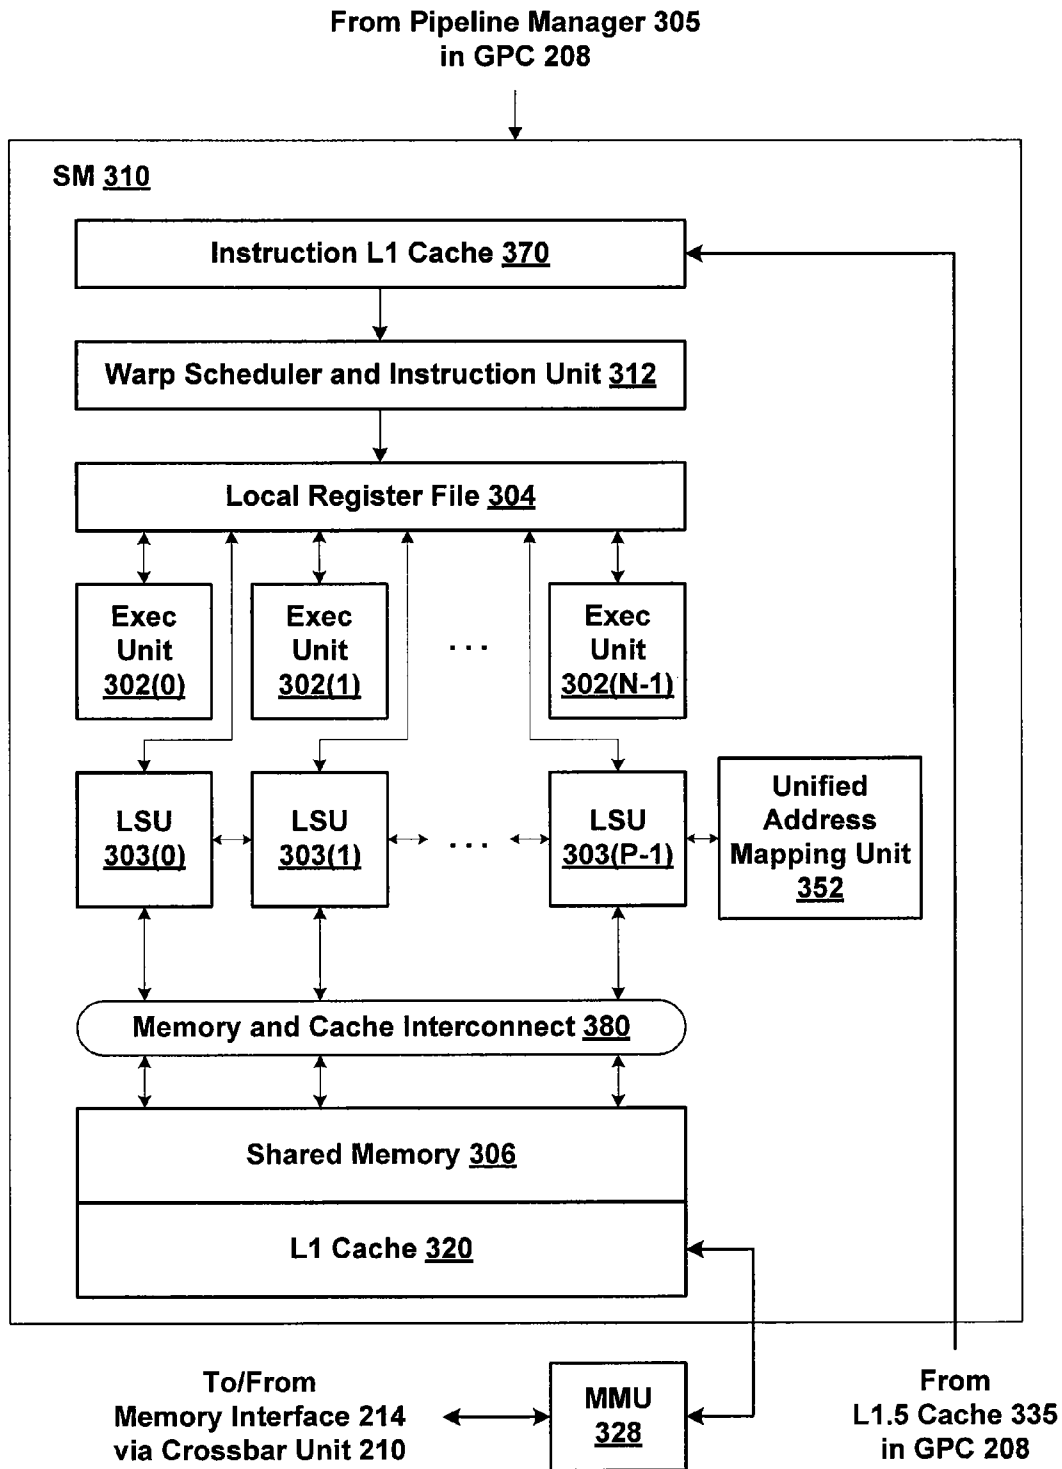 From Pipeline Manager 305
in GPC 208
SM 310
Instruction L1 Cache 370
Warp Scheduler and Instruction Unit 312
Local Register File 304
Exec
Unit
302(0)
Exec
Unit
302(1)
. . .
Exec
Unit
302(N-1)
LSU
303(0)
LSU
303(1)
. . .
LSU
303(P-1)
Unified
Address
Mapping Unit
352
Memory and Cache Interconnect 380
Shared Memory 306
L1 Cache 320
To/From
Memory Interface 214
via Crossbar Unit 210
MMU
328
From
L1.5 Cache 335
in GPC 208